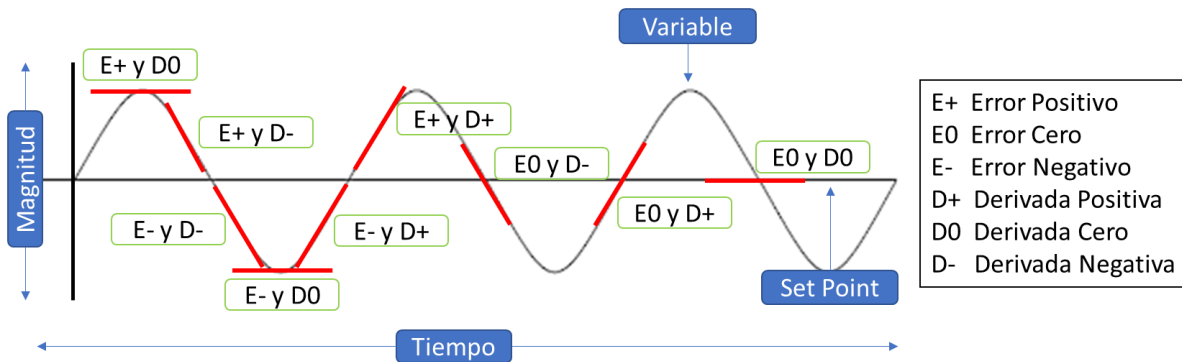 Variable
E+ y D0
E+ y D-
E+ y D+
E0 y D-
E0 y D0
E- y D-
E- y D+
E0 y D+
E- y D0
Set Point
Magnitud
Tiempo
E+ Error Positivo
E0 Error Cero
E- Error Negativo
D+ Derivada Positiva
D0 Derivada Cero
D- Derivada Negativa